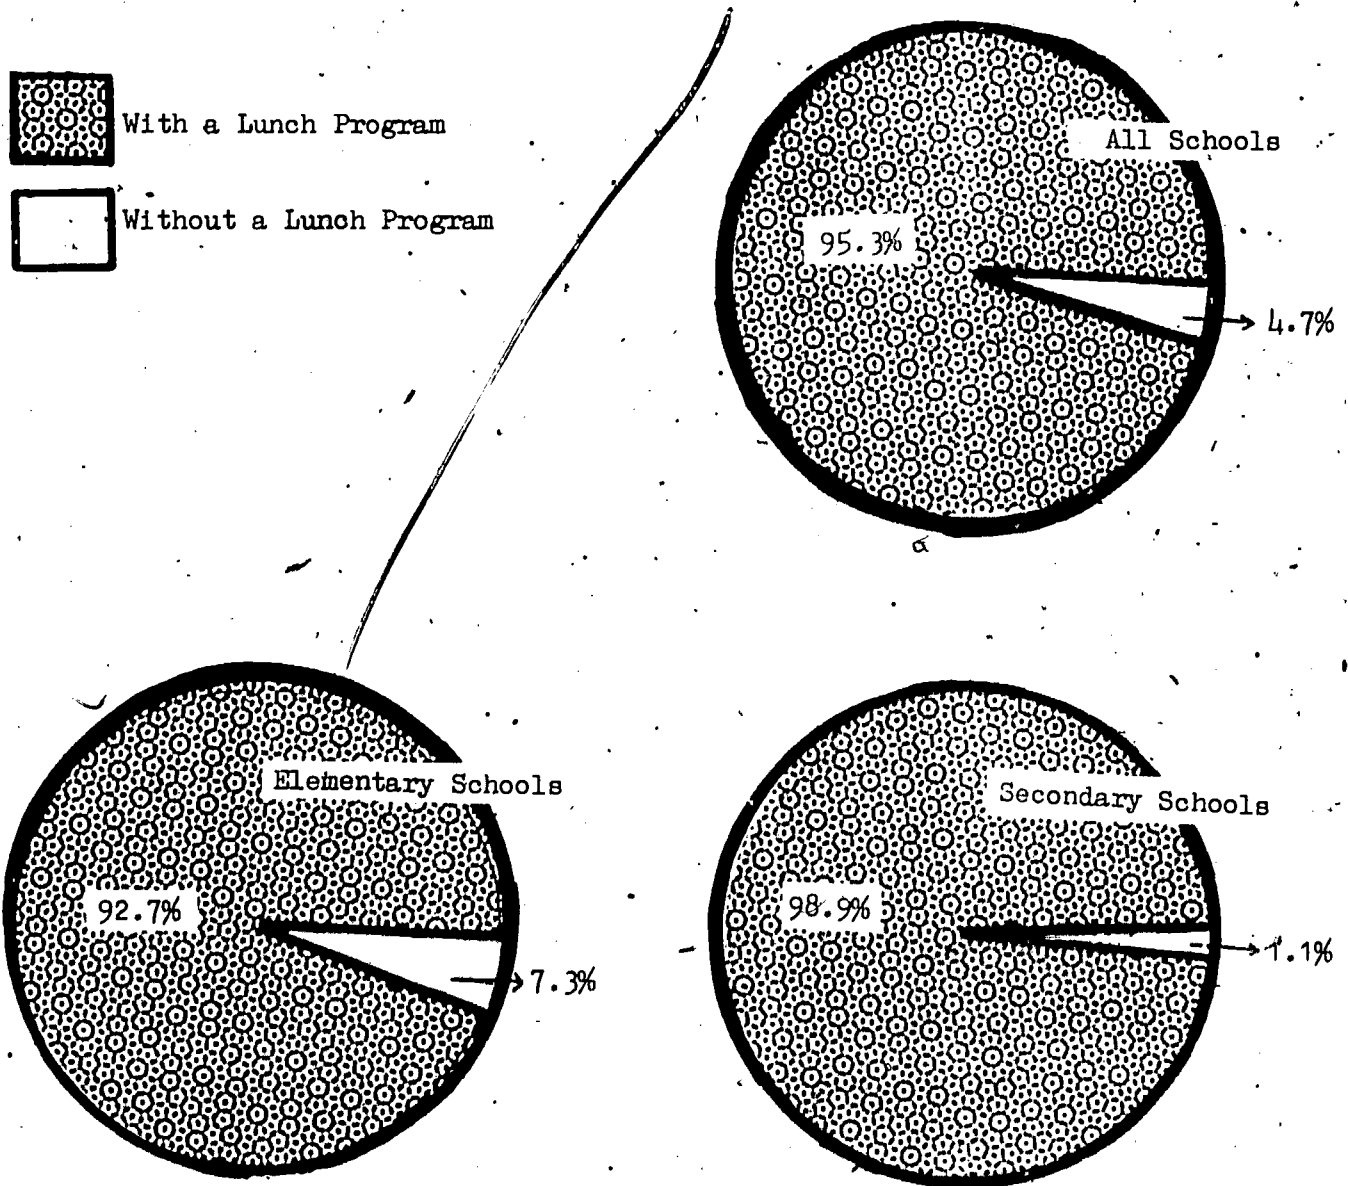 With a Lunch Program
Without a Lunch Program
All Schools
95.3%
4.7%
Elementary Schools
92.7%
7.3%
Secondary Schools
98.9%
1.1%